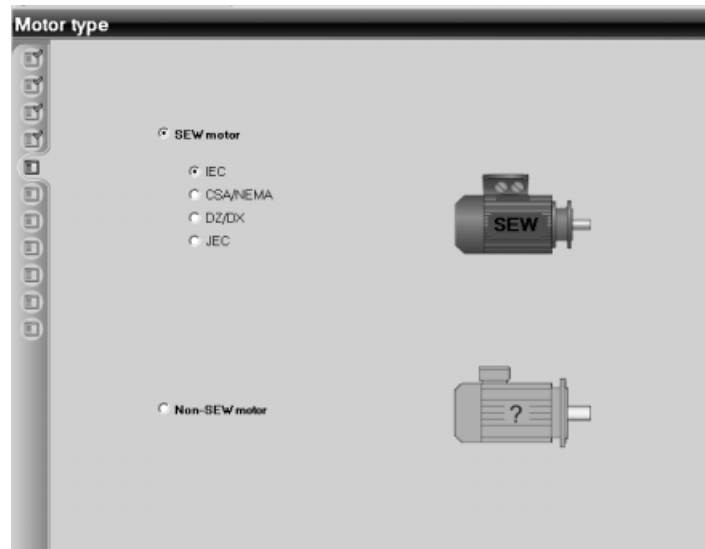 Motor type
SEW motor
IEC
CSA/NEMA
DZ/DX
JEC
SEW
Non-SEW motor
?